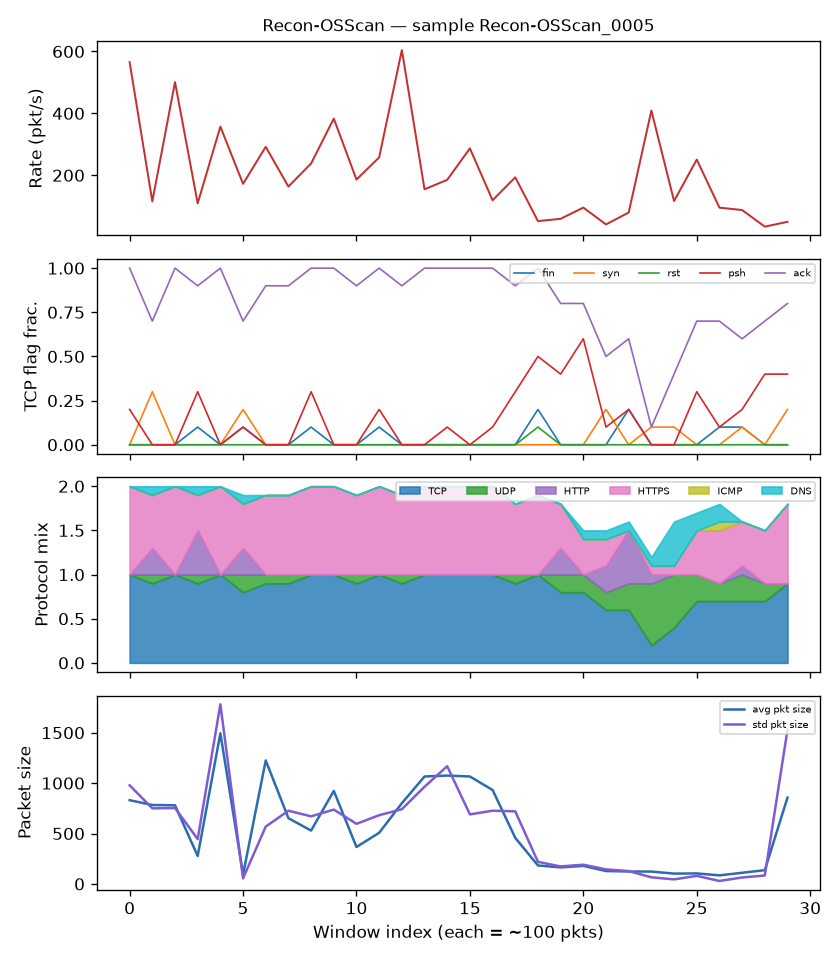 Recon-OSScan — sample Recon-OSScan_0005
Rate (pkt/s)
600
400
200
TCP flag frac.
1.00
0.75
0.50
0.25
0.00
fin syn rst psh ack
Protocol mix
2.0
1.5
1.0
0.5
0.0
TCP UDP HTTP HTTPS ICMP DNS
Packet size
1500
1000
500
0
avg pkt size
std pkt size
0 5 10 15 20 25 30
Window index (each = ~100 pkts)